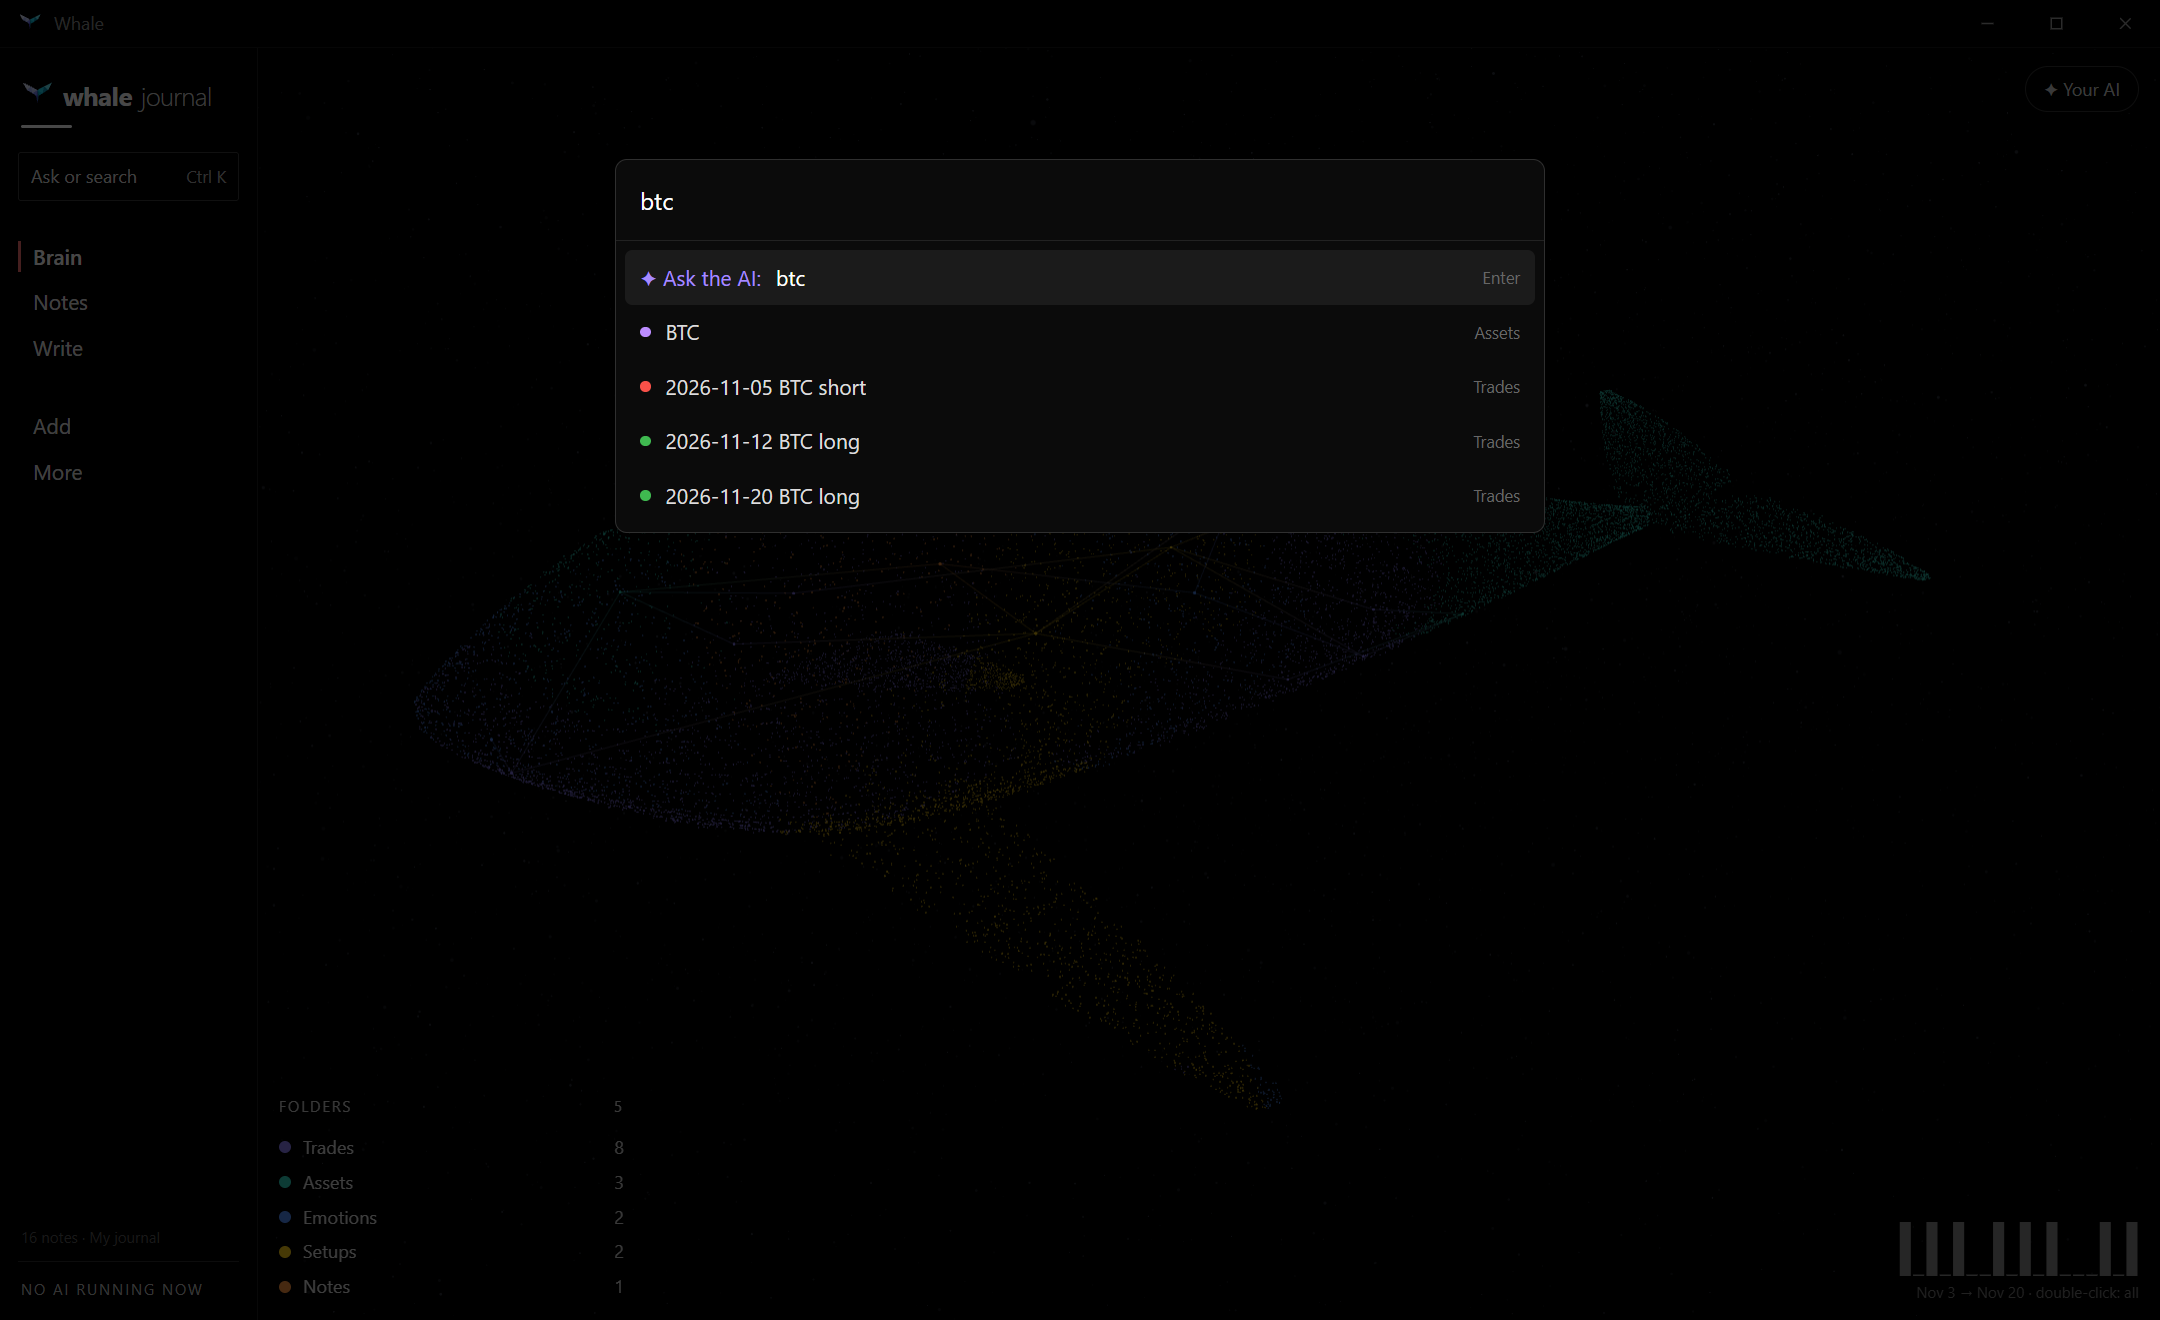 Whale
whale journal
✦ Your AI
Ask or search Ctrl K
btc
✦ Ask the AI: btc Enter
BTC Assets
2026-11-05 BTC short Trades
2026-11-12 BTC long Trades
2026-11-20 BTC long Trades
Brain
Notes
Write
Add
More
FOLDERS 5
Trades 8
Assets 3
Emotions 2
Setups 2
Notes 1
16 notes · My journal
NO AI RUNNING NOW
Nov 3 → Nov 20 · double-click: all